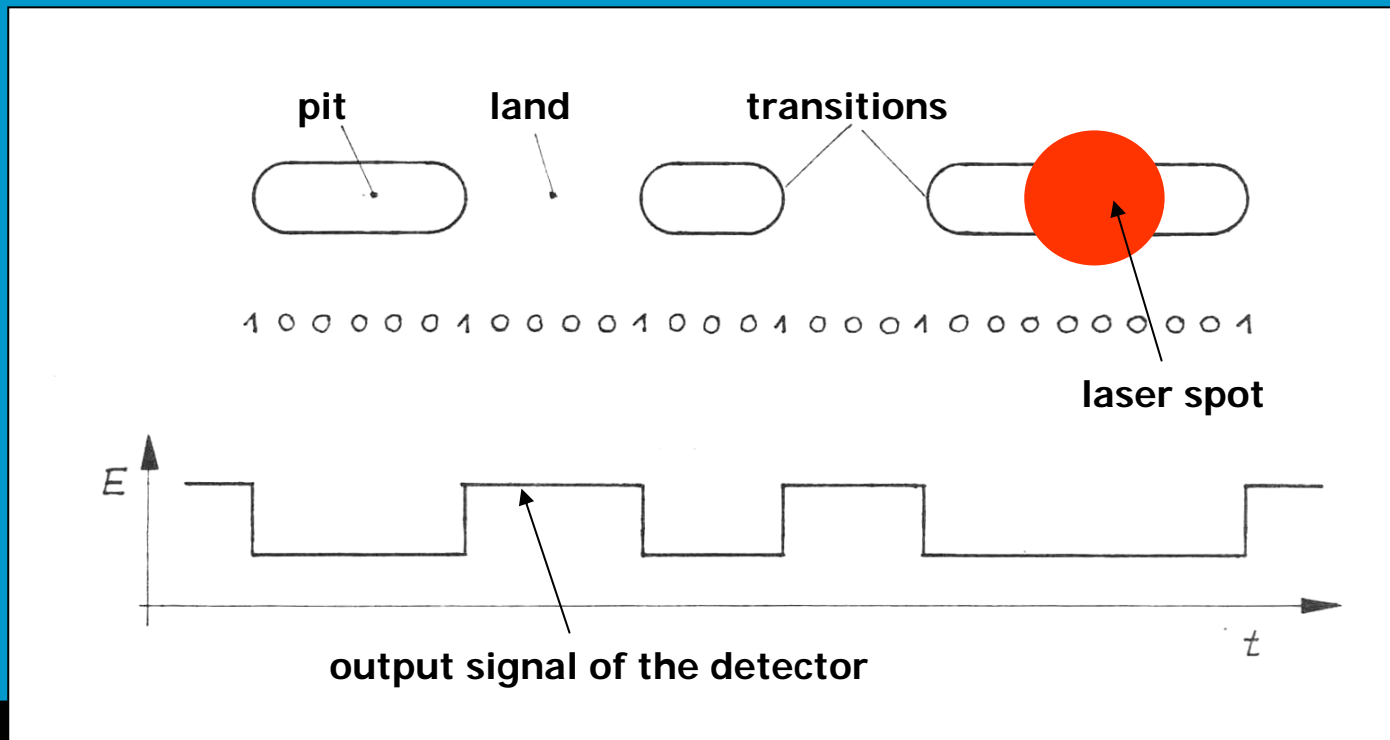 pit land transitions
1 0 0 0 0 0 1 0 0 0 0 1 0 0 0 1 0 0 0 1 0 0 0 0 0 0 0 0 1
laser spot
E
output signal of the detector
t